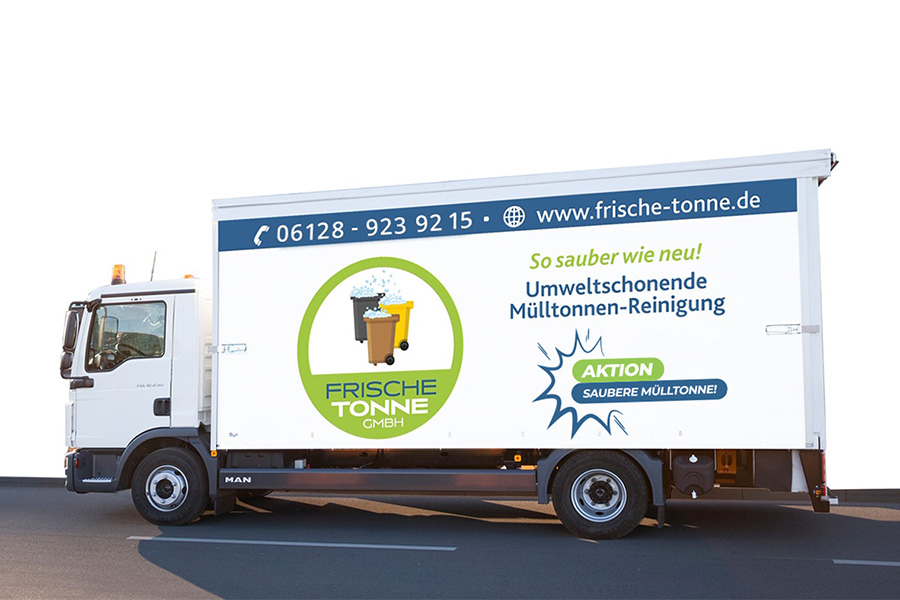 06128 - 923 92 15 • www.frische-tonne.de
So sauber wie neu!
Umweltschonende
Mülltonnen-Reinigung
FRISCHE
TONNE
GMBH
AKTION
SAUBERE MÜLLTONNE!
MAN